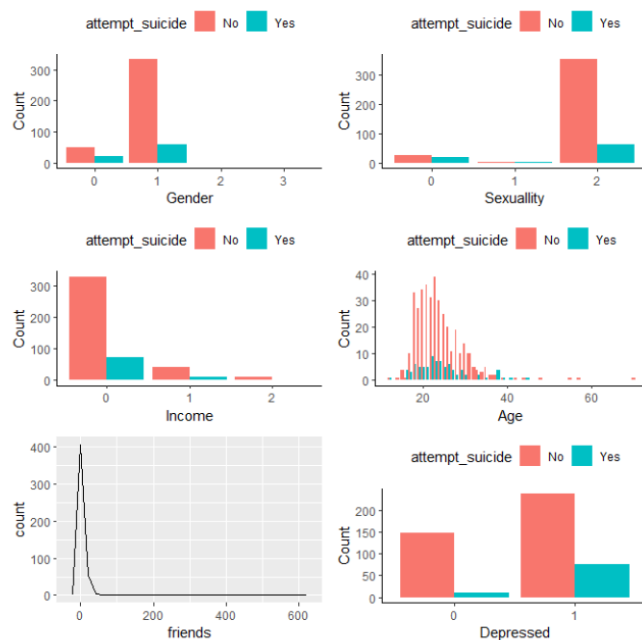 attempt_suicide No Yes
300
200
100
0
Count
0 1 2 3
Gender
attempt_suicide No Yes
300
200
100
0
Count
0 1 2
Sexuallity
attempt_suicide No Yes
300
200
100
0
Count
0 1 2
Income
attempt_suicide No Yes
40
30
20
10
0
Count
20 40 60
Age
400
300
200
100
0
count
0 200 400 600
friends
attempt_suicide No Yes
200
150
100
50
0
Count
0 1
Depressed